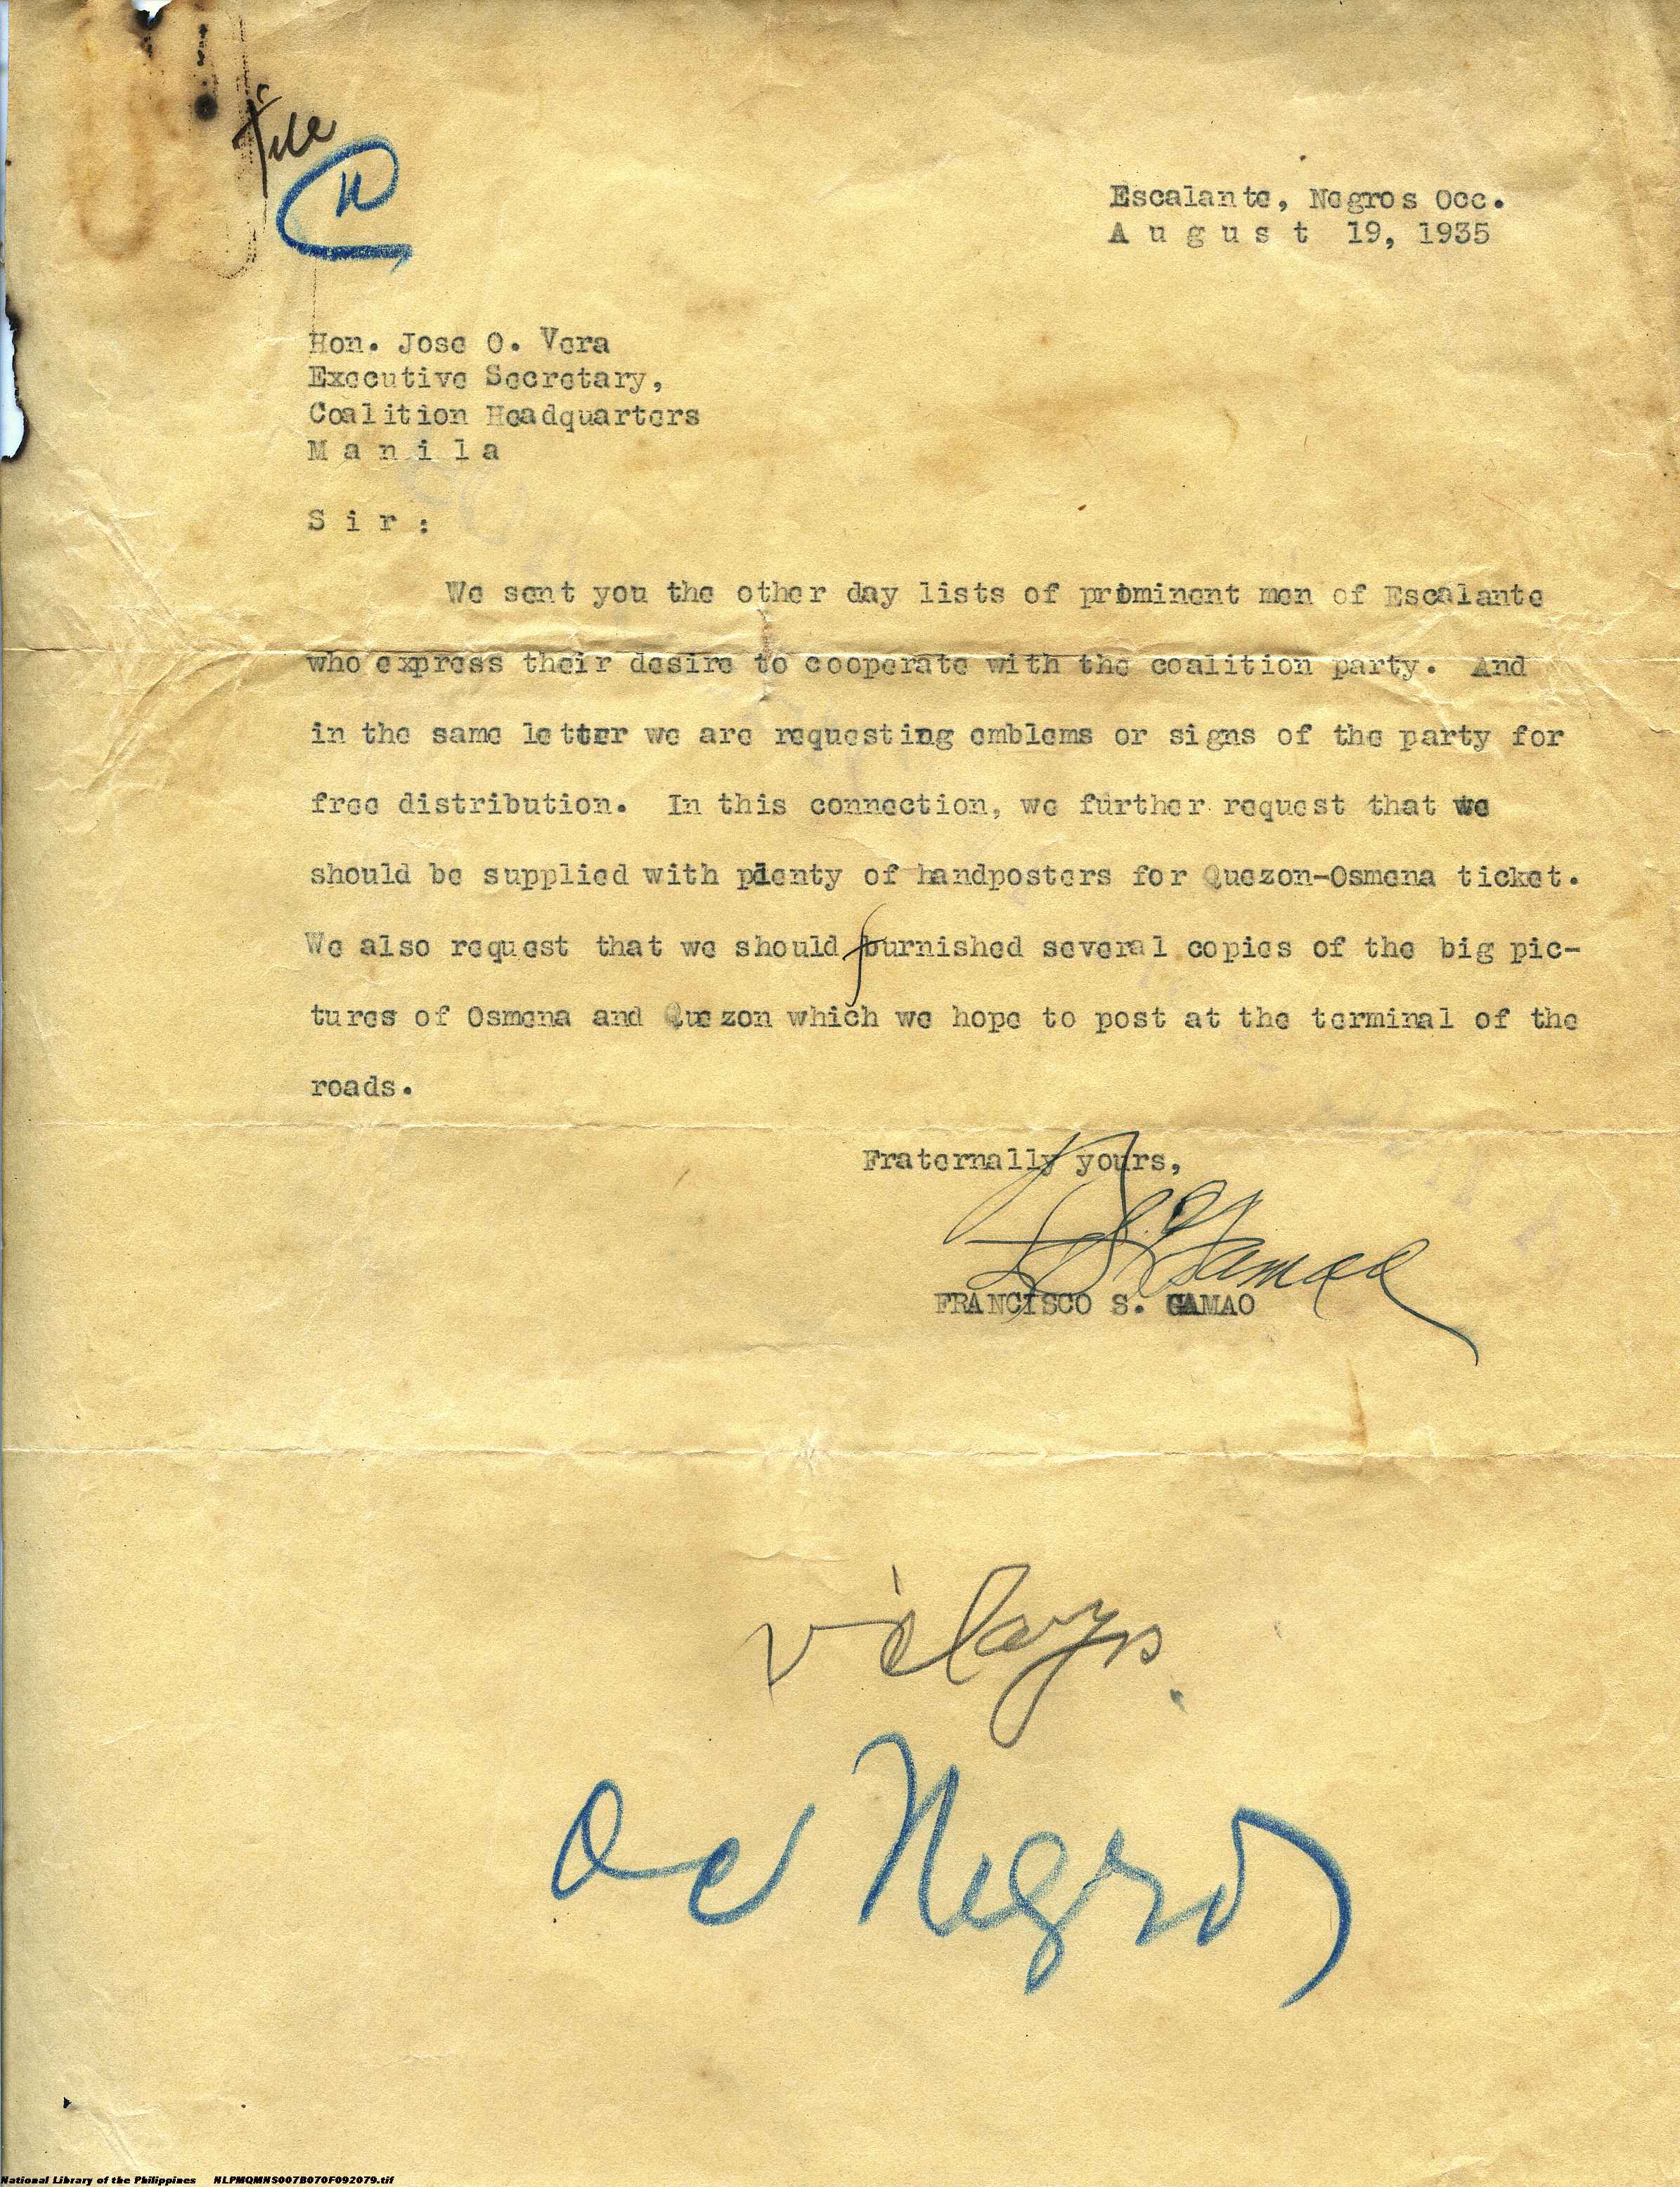 File
Escalante, Negros Occ.
A u g u s t 19, 1935
Hon. Jose O. Vera
Executive Secretary,
Coalition Headquarters
M a n i l a
S i r :
We sent you the other day lists of prominent men of Escalante
who express their desire to cooperate with the coalition party. And
in the same letter we are requesting emblems or signs of the party for
free distribution. In this connection, we further request that we
should be supplied with plenty of handposters for Quezon-Osmena ticket.
We also request that we should furnished several copies of the big pic-
tures of Osmena and Quezon which we hope to post at the terminal of the
roads.
Fraternally yours,
F. S. Gamao
FRANCISCO S. GAMAO
Occ Negros
National Library of the Philippines NLPMQMNS007B070F092079.tif